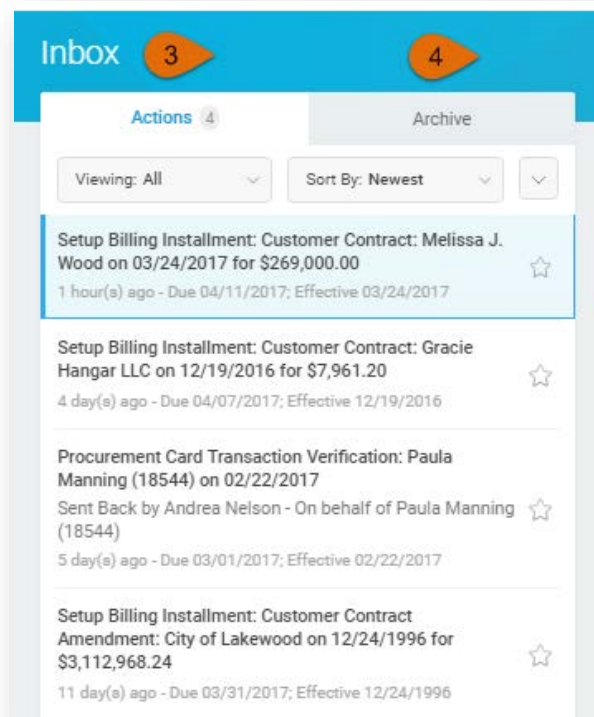 Inbox 3 4
Actions 4 Archive
Viewing: All Sort By: Newest
Setup Billing Installment: Customer Contract: Melissa J.
Wood on 03/24/2017 for $269,000.00
1 hour(s) ago - Due 04/11/2017; Effective 03/24/2017
Setup Billing Installment: Customer Contract: Gracie
Hangar LLC on 12/19/2016 for $7,961.20
4 day(s) ago - Due 04/07/2017; Effective 12/19/2016
Procurement Card Transaction Verification: Paula
Manning (18544) on 02/22/2017
Sent Back by Andrea Nelson - On behalf of Paula Manning
(18544)
5 day(s) ago - Due 03/01/2017; Effective 02/22/2017
Setup Billing Installment: Customer Contract
Amendment: City of Lakewood on 12/24/1996 for
$3,112,968.24
11 day(s) ago - Due 03/31/2017; Effective 12/24/1996